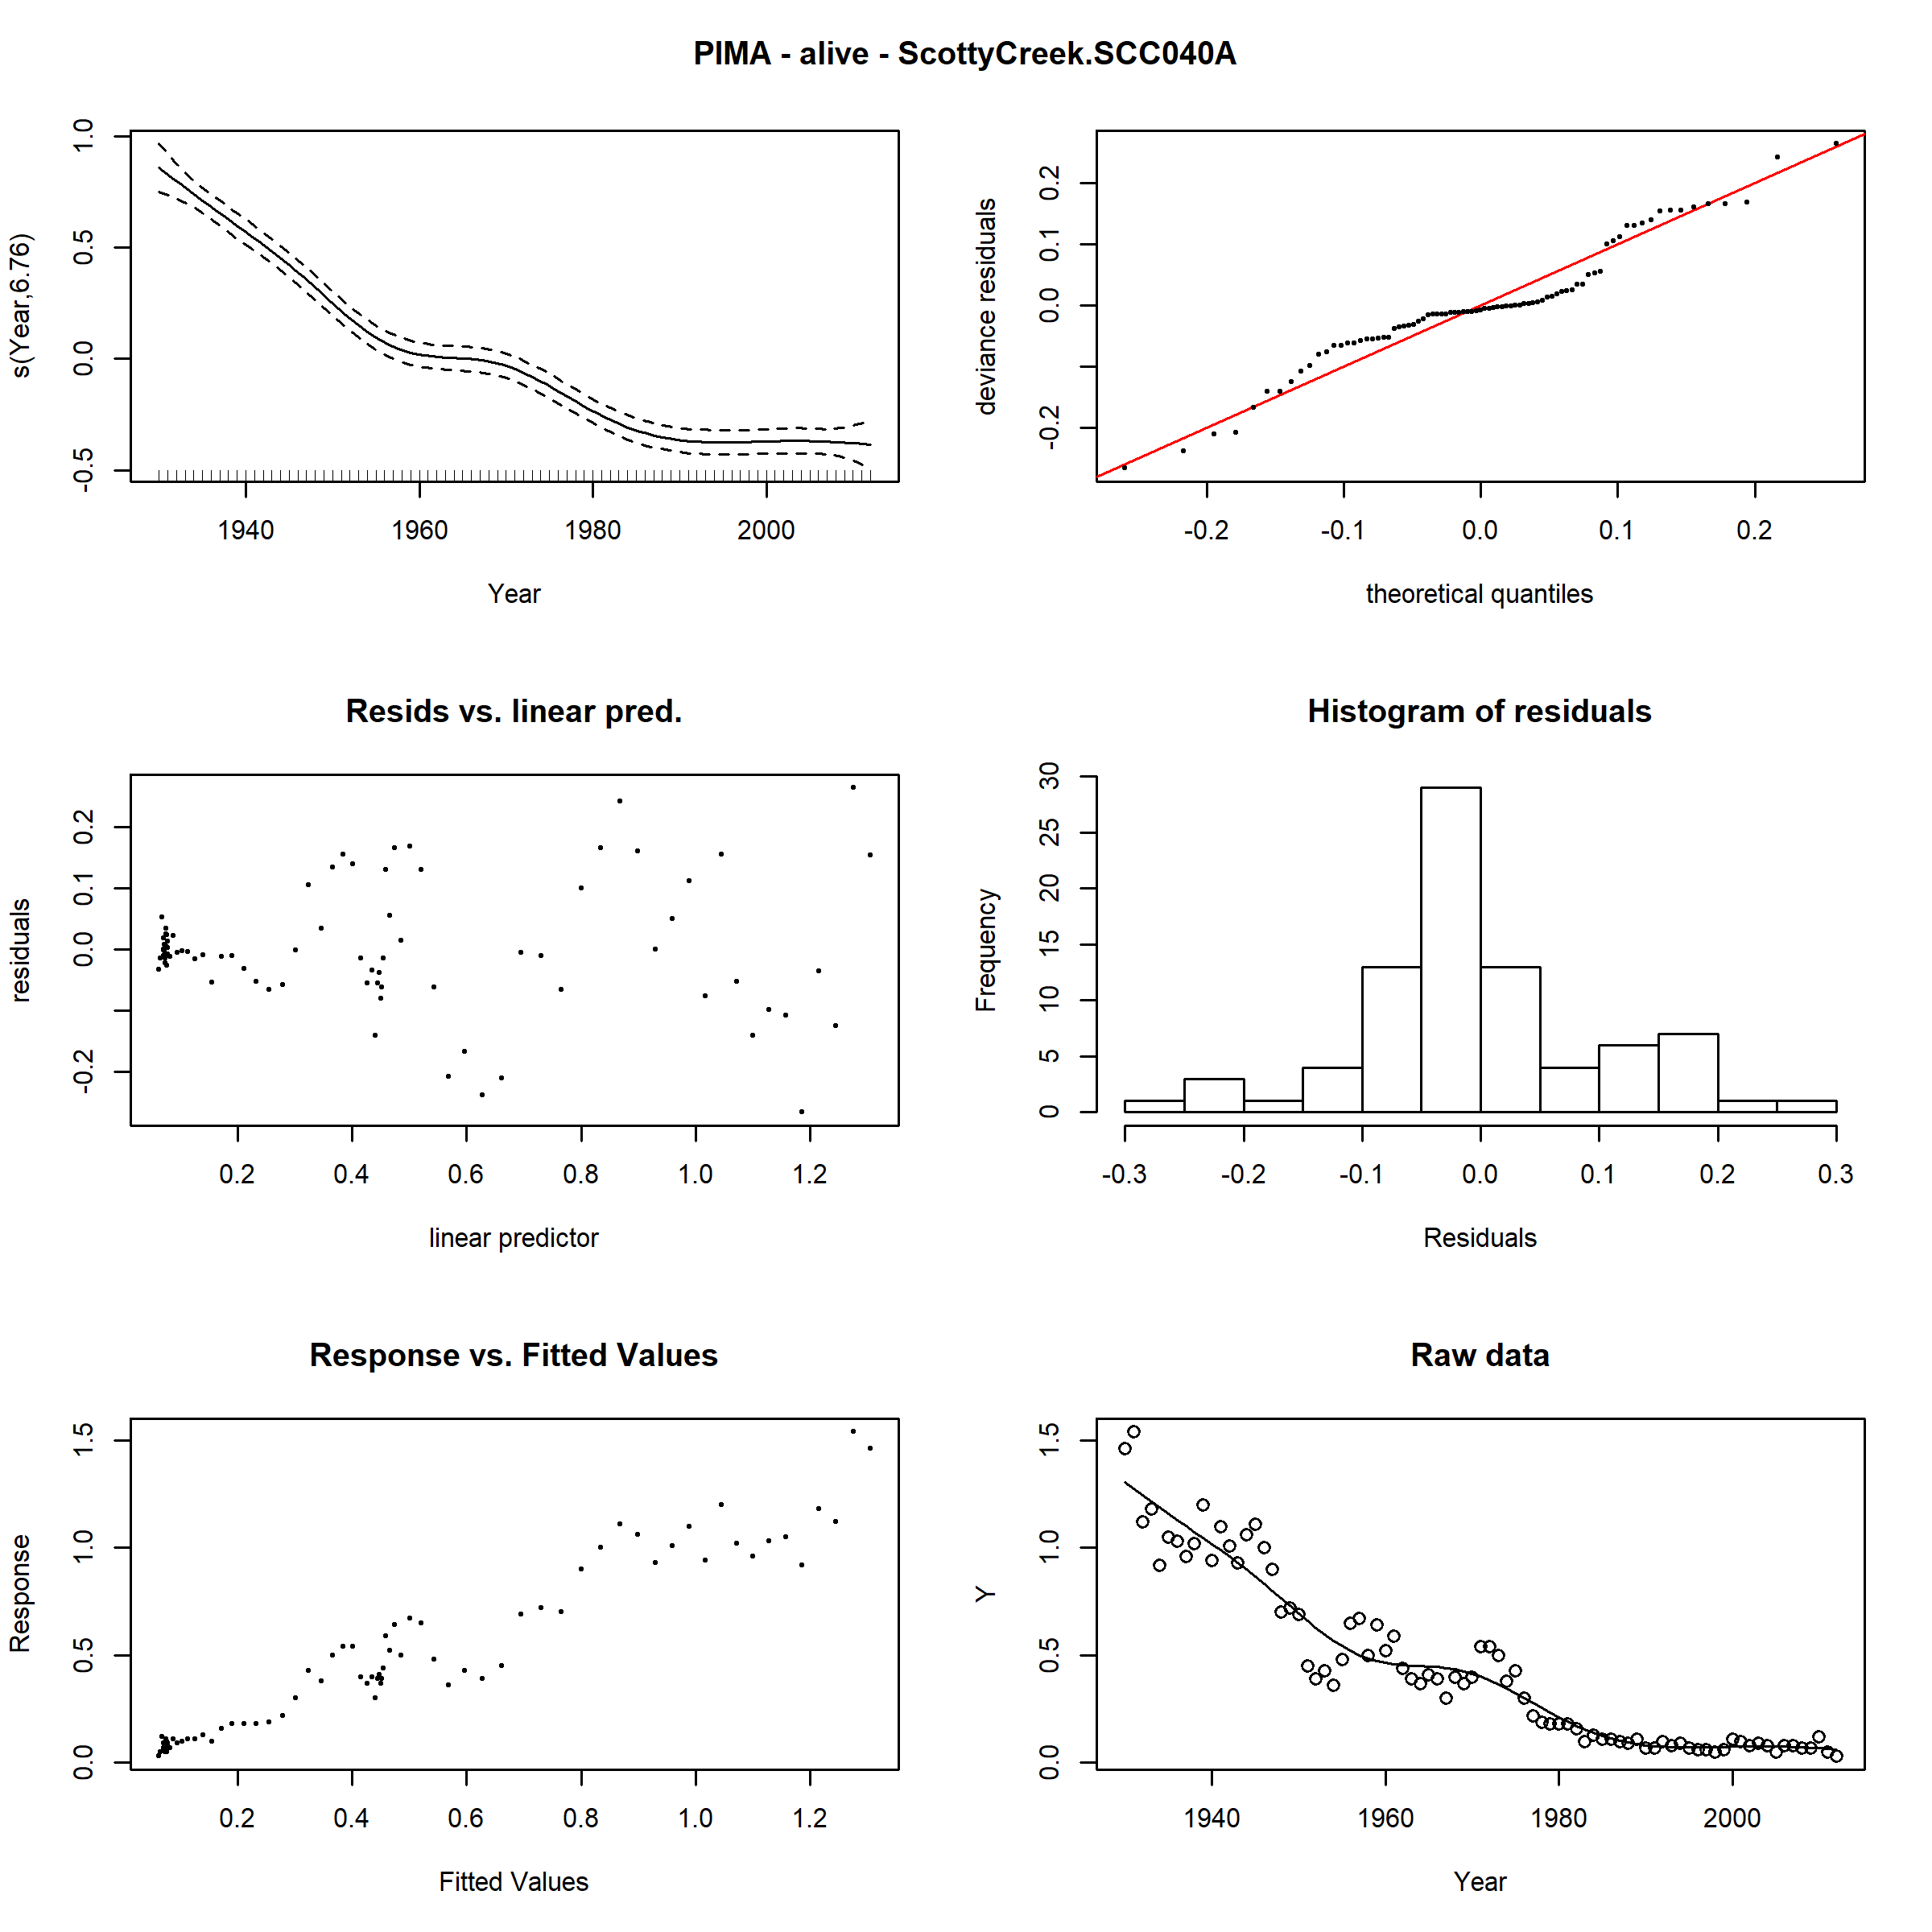 PIMA - alive - ScottyCreek.SCC040A
s(Year,6.76)
1.0
0.5
0.0
-0.5
1940 1960 1980 2000
Year
deviance residuals
0.2
0.1
0.0
-0.2
-0.2 -0.1 0.0 0.1 0.2
theoretical quantiles
Resids vs. linear pred.
residuals
0.2
0.1
0.0
-0.2
0.2 0.4 0.6 0.8 1.0 1.2
linear predictor
Histogram of residuals
Frequency
30
25
20
15
10
5
0
-0.3 -0.2 -0.1 0.0 0.1 0.2 0.3
Residuals
Response vs. Fitted Values
Response
1.5
1.0
0.5
0.0
0.2 0.4 0.6 0.8 1.0 1.2
Fitted Values
Raw data
Y
1.5
1.0
0.5
0.0
1940 1960 1980 2000
Year